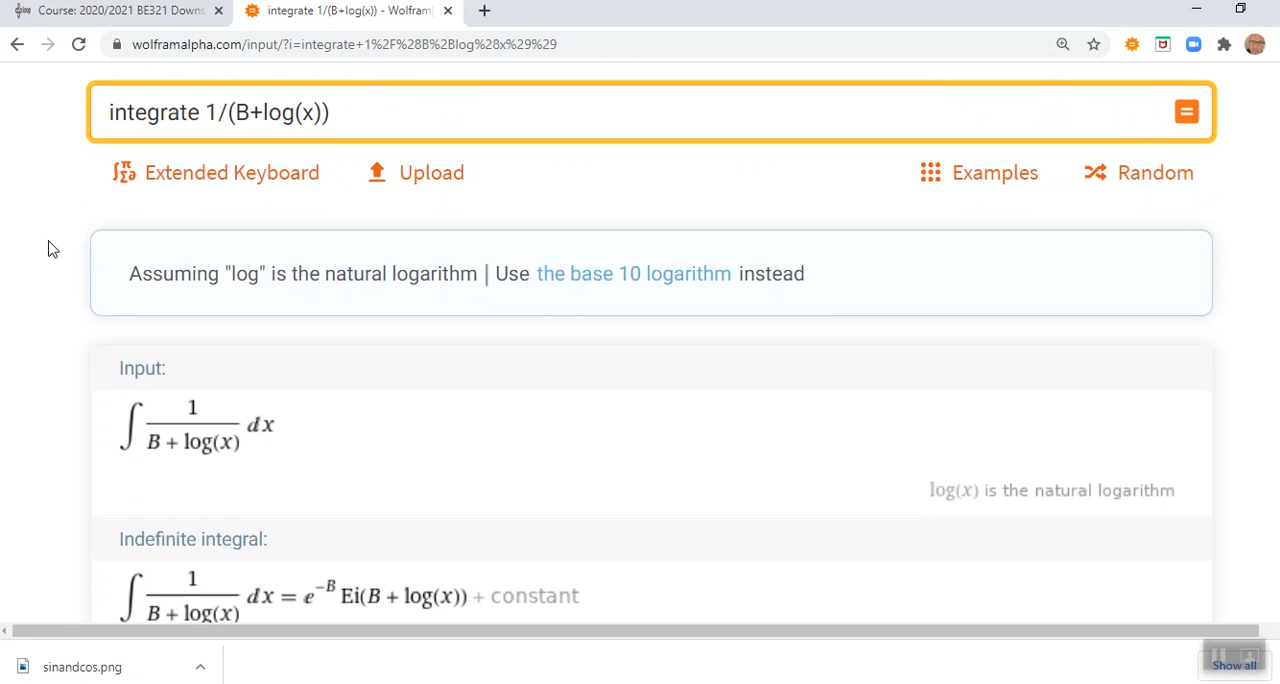 Course: 2020/2021 BE321 Downs
integrate 1/(B+log(x)) - Wolfram
wolframalpha.com/input/?i=integrate+1%2F%28B%2Blog%28x%29%29
integrate 1/(B+log(x))
=
Extended Keyboard Upload Examples Random
Assuming "log" is the natural logarithm | Use the base 10 logarithm instead
Input:
∫ 1/(B + log(x)) dx
log(x) is the natural logarithm
Indefinite integral:
∫ 1/(B + log(x)) dx = e^(-B) Ei(B + log(x)) + constant
sinandcos.png
Show all